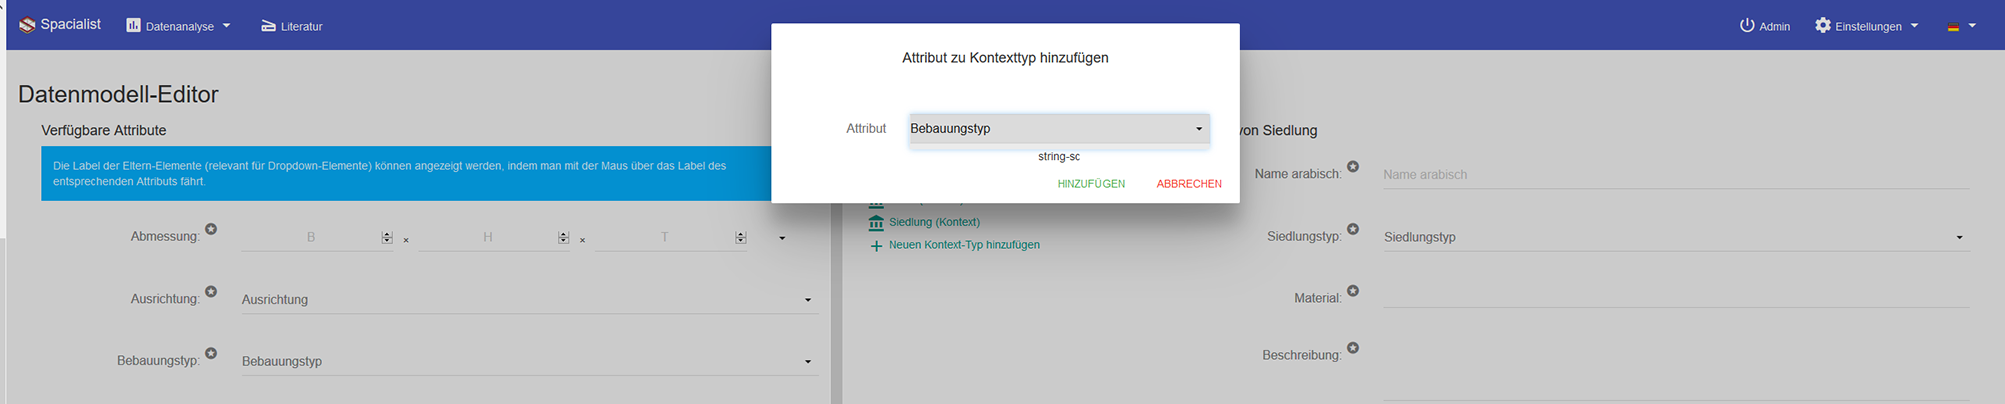 Spacialist
Datenanalyse
Literatur
Admin
Einstellungen
Attribut zu Kontexttyp hinzufügen
Attribut
Bebauungstyp
string-sc
HINZUFÜGEN
ABBRECHEN
Datenmodell-Editor
Verfügbare Attribute
Die Label der Eltern-Elemente (relevant für Dropdown-Elemente) können angezeigt werden, indem man mit der Maus über das Label des
entsprechenden Attributs fährt.
Abmessung:
B × H × T
Ausrichtung:
Ausrichtung
Bebauungstyp:
Bebauungstyp
Siedlung (Kontext)
Neuen Kontext-Typ hinzufügen
von Siedlung
Name arabisch:
Name arabisch
Siedlungstyp:
Siedlungstyp
Material:
Beschreibung: